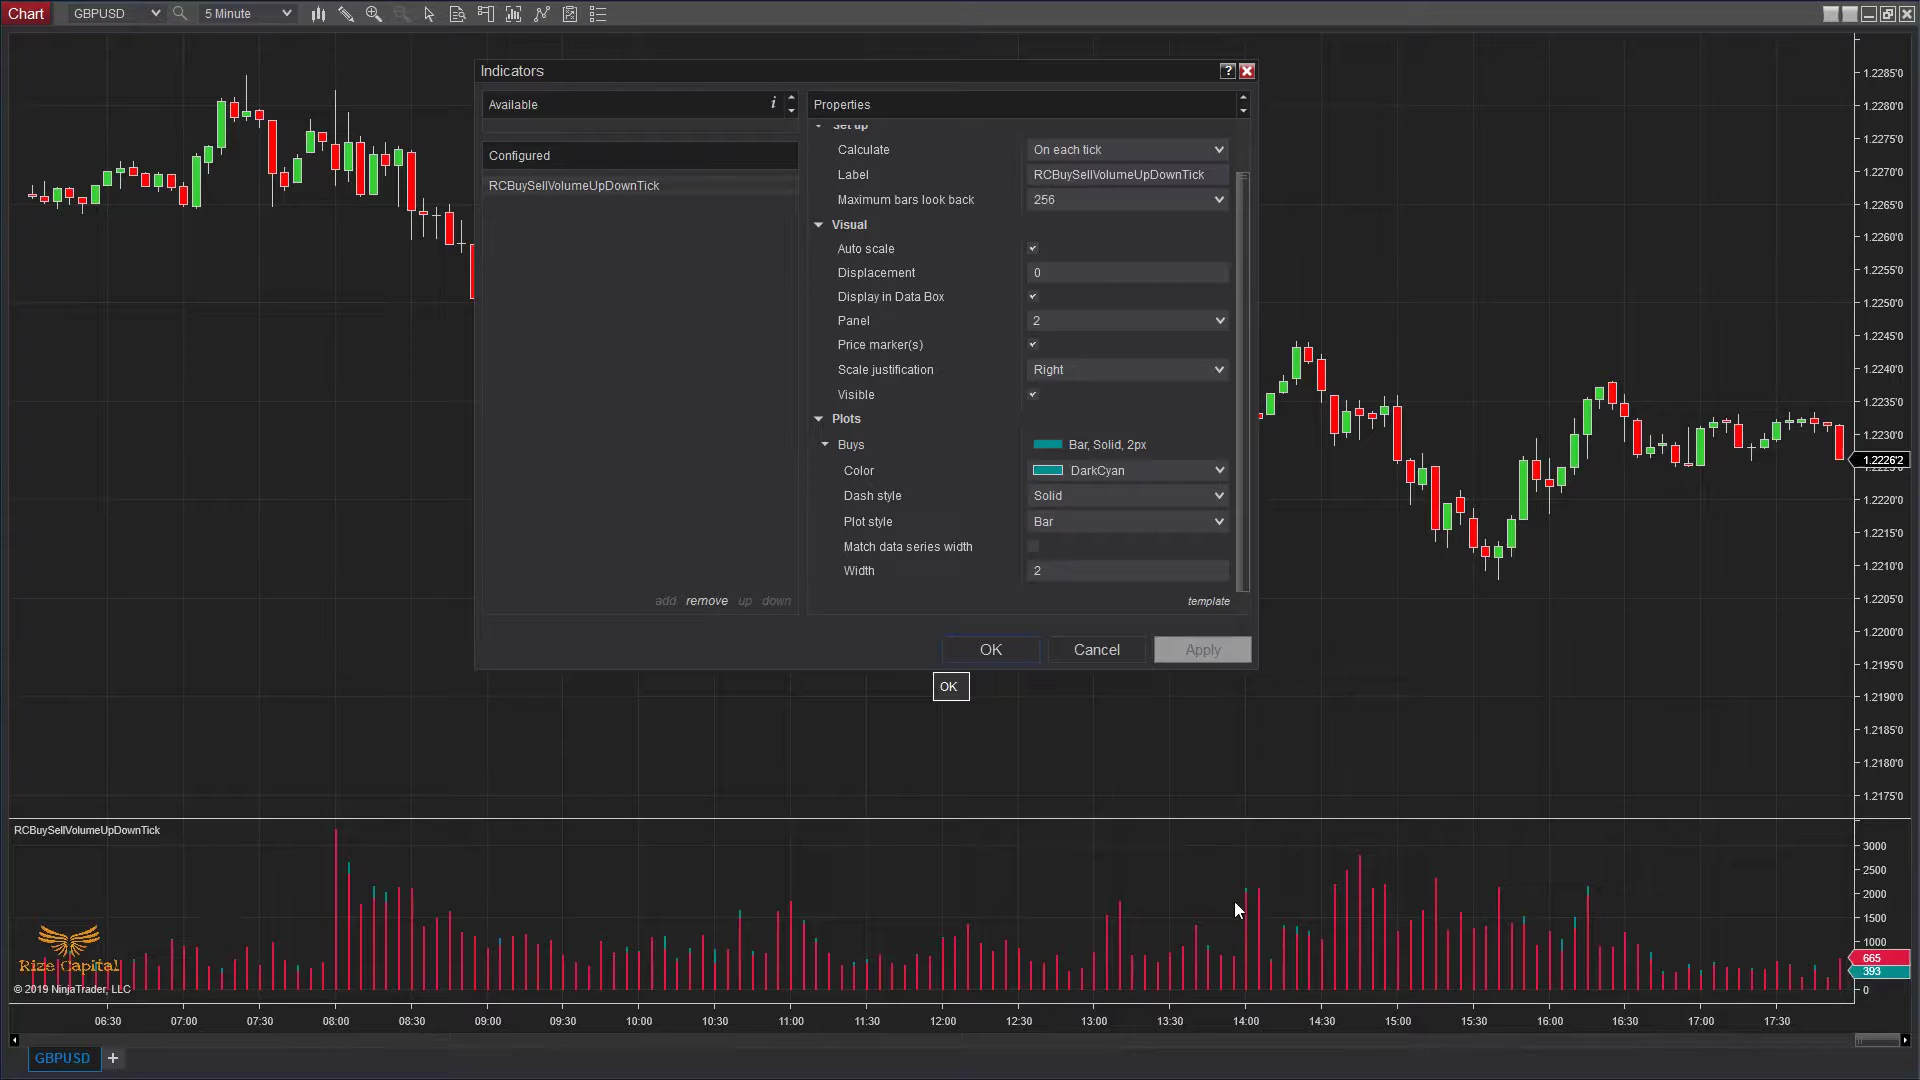 Chart GBPUSD 5 Minute
Indicators ?
Available i
Properties
Set up
Calculate On each tick
Configured
Label RCBuySellVolumeUpDownTick
RCBuySellVolumeUpDownTick
Maximum bars look back 256
Visual
Auto scale
Displacement 0
Display in Data Box
Panel 2
Price marker(s)
Scale justification Right
Visible
Plots
Buys Bar, Solid, 2px
Color DarkCyan
Dash style Solid
Plot style Bar
Match data series width
Width 2
add remove up down
template
OK Cancel Apply
OK
1.2285'0
1.2280'0
1.2275'0
1.2270'0
1.2265'0
1.2260'0
1.2255'0
1.2250'0
1.2245'0
1.2240'0
1.2235'0
1.2230'0
1.2226'2
1.2220'0
1.2215'0
1.2210'0
1.2205'0
1.2200'0
1.2195'0
1.2190'0
1.2185'0
1.2180'0
1.2175'0
RCBuySellVolumeUpDownTick
3000
2500
2000
1500
1000
665
393
0
Rize Capital
© 2019 NinjaTrader, LLC
06:30 07:00 07:30 08:00 08:30 09:00 09:30 10:00 10:30 11:00 11:30 12:00 12:30 13:00 13:30 14:00 14:30 15:00 15:30 16:00 16:30 17:00 17:30
GBPUSD +